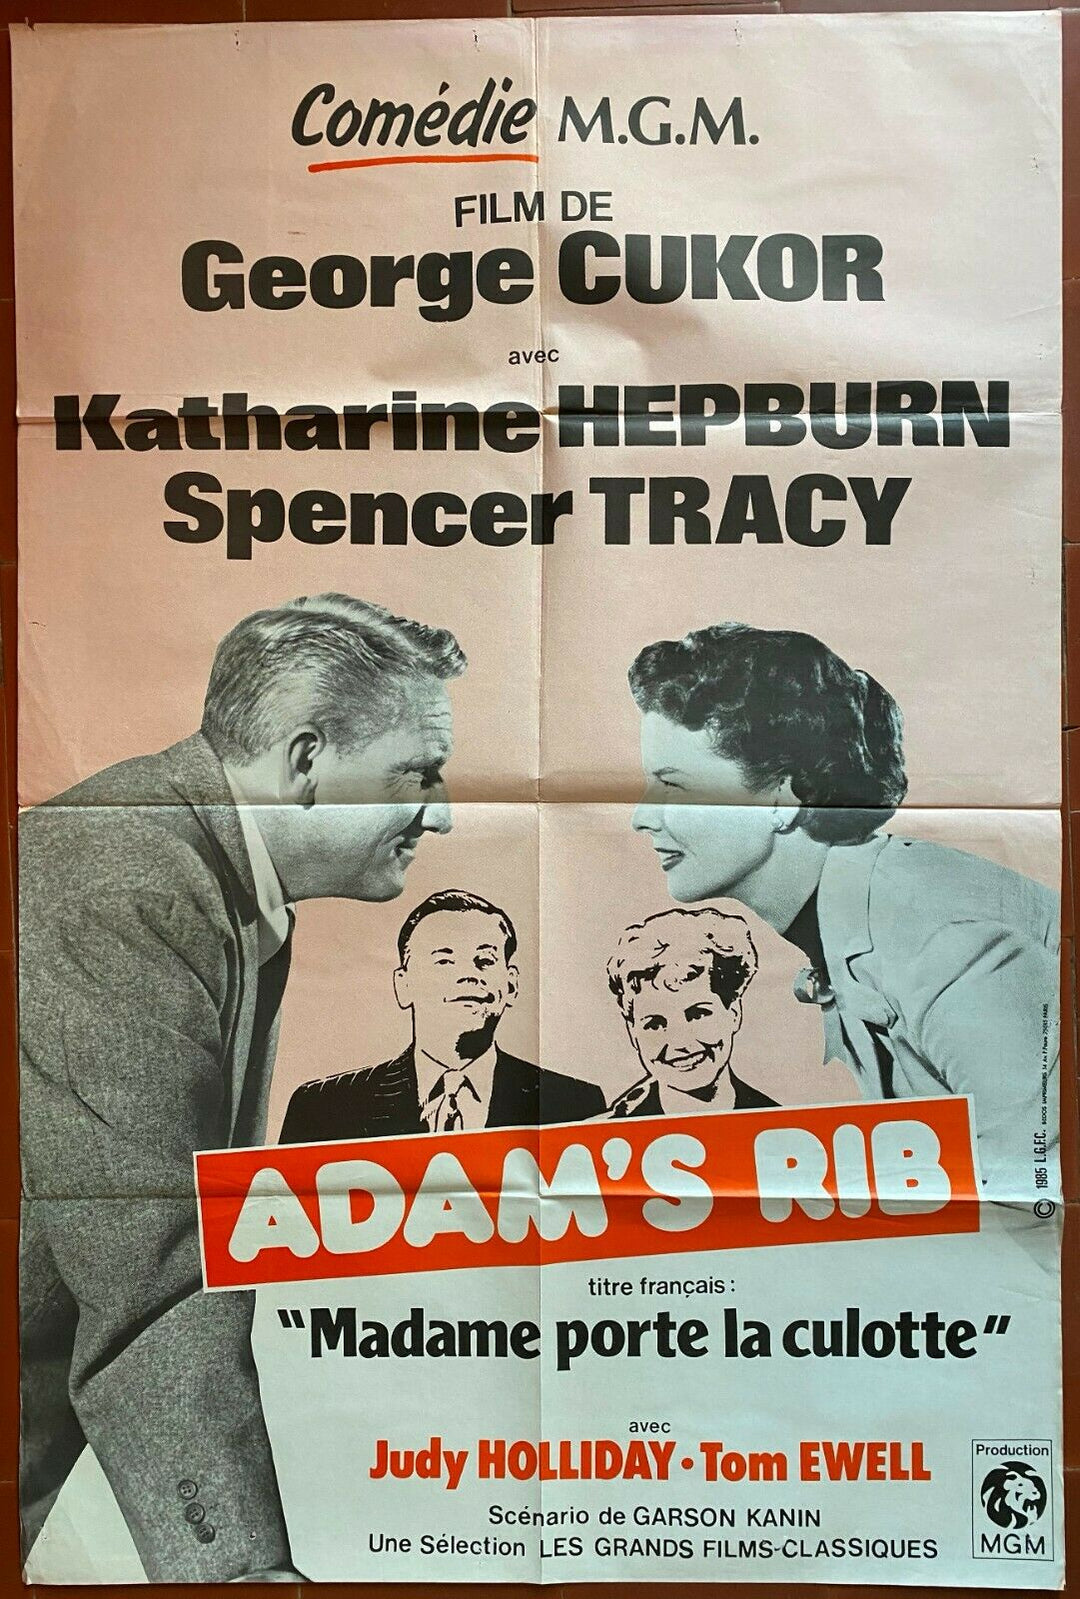 Comédie M.G.M.
FILM DE
George CUKOR
avec
Katharine HEPBURN
Spencer TRACY
ADAM'S RIB
titre français :
"Madame porte la culotte"
avec
Judy HOLLIDAY • Tom EWELL
Scénario de GARSON KANIN
Une Sélection LES GRANDS FILMS-CLASSIQUES
Production
MGM
© 1985 L.G.F.C.